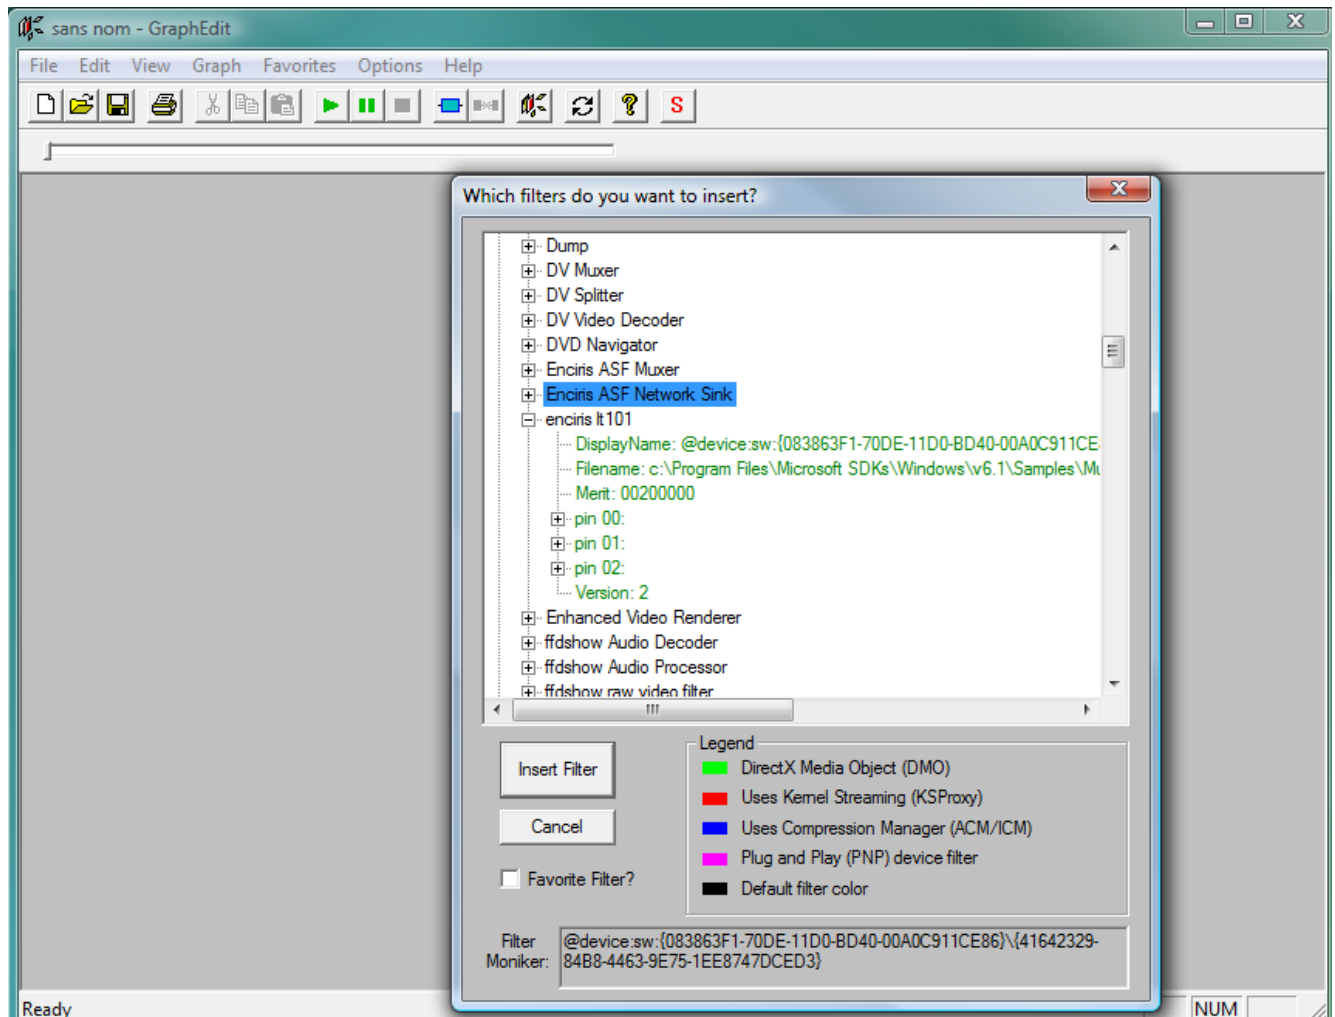 sans nom - GraphEdit
File Edit View Graph Favorites Options Help
S
Which filters do you want to insert?
Dump
DV Muxer
DV Splitter
DV Video Decoder
DVD Navigator
Enciris ASF Muxer
Enciris ASF Network Sink
enciris lt101
DisplayName: @device:sw:{083863F1-70DE-11D0-BD40-00A0C911CE
Filename: c:\Program Files\Microsoft SDKs\Windows\v6.1\Samples\Mu
Merit: 00200000
pin 00:
pin 01:
pin 02:
Version: 2
Enhanced Video Renderer
ffdshow Audio Decoder
ffdshow Audio Processor
ffdshow raw video filter
Insert Filter
Cancel
Favorite Filter?
Legend
DirectX Media Object (DMO)
Uses Kernel Streaming (KSProxy)
Uses Compression Manager (ACM/ICM)
Plug and Play (PNP) device filter
Default filter color
Filter Moniker:
@device:sw:{083863F1-70DE-11D0-BD40-00A0C911CE86}\{41642329-
84B8-4463-9E75-1EE8747DCED3}
Ready
NUM